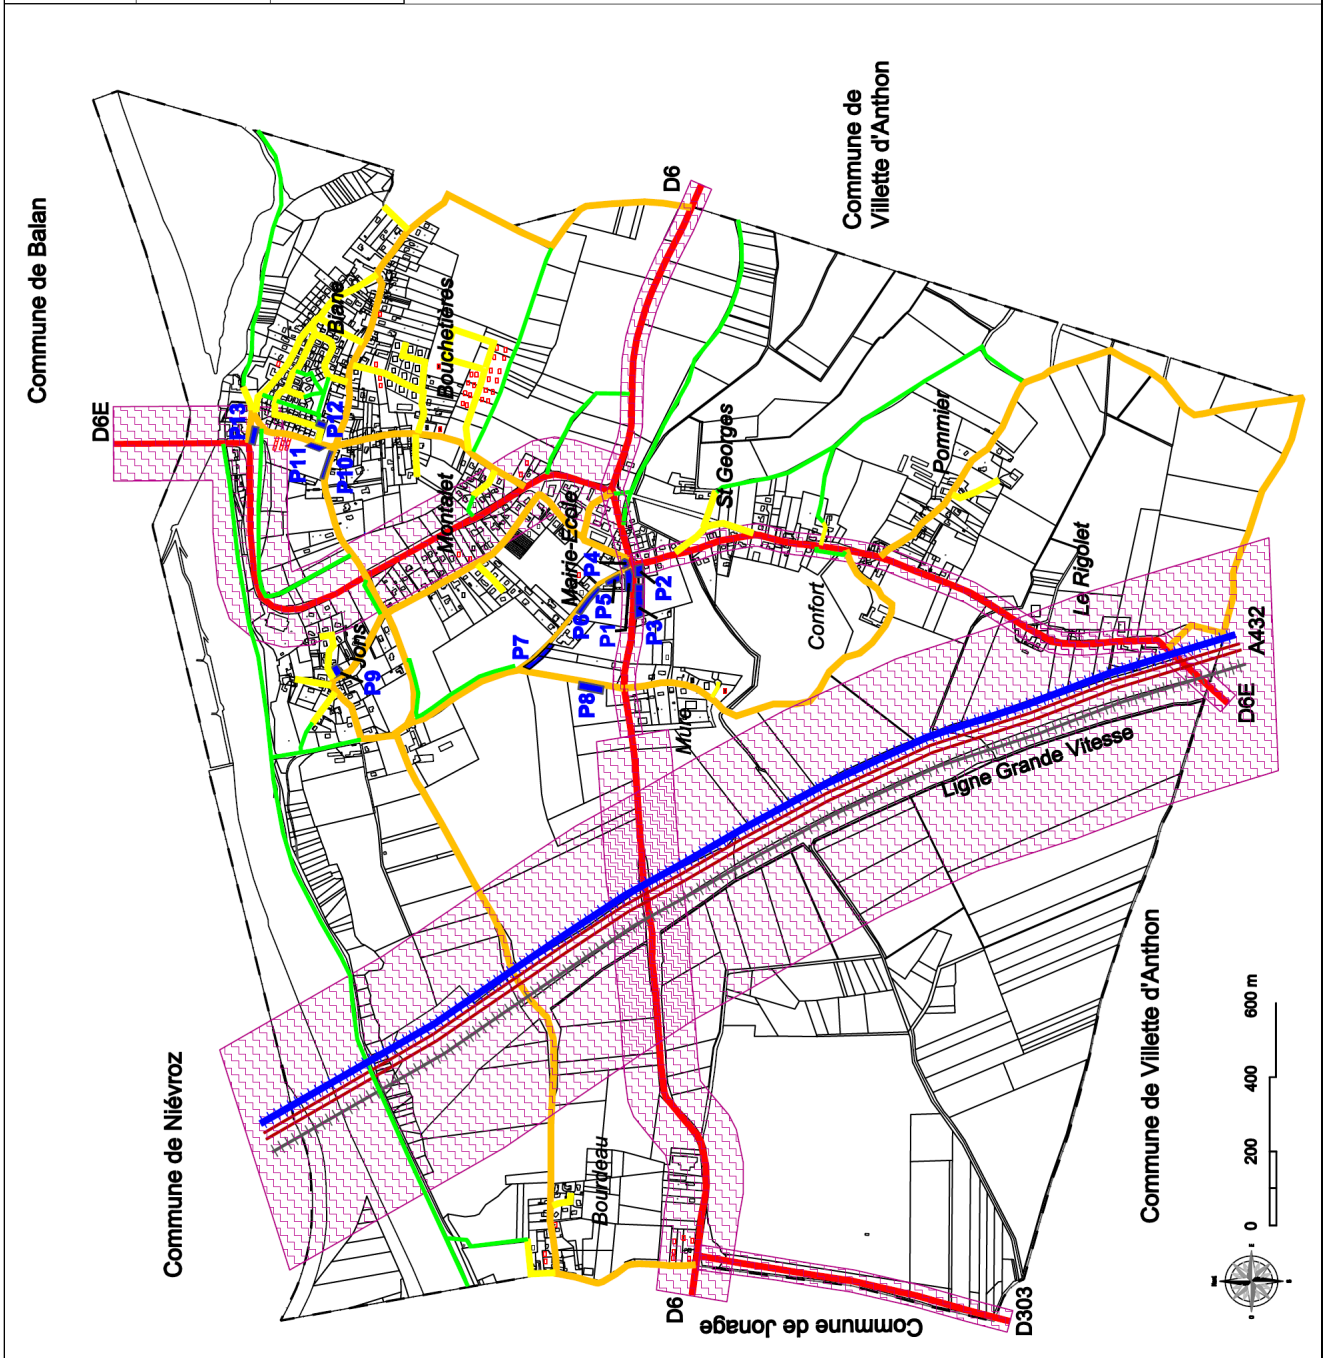 Commune de Balan
Commune de
Villette d'Anthon
D6E
D6
P13
P12
P11
P10
Biane
Bouchetières
Montalet
St Georges
Pommier
Mairie-Ecole
P4
P5
P1
P6
P2
P3
P7
P8
P9
Jons
Mure
Confort
Le Rigolet
A432
D6E
Ligne Grande Vitesse
Commune de Niévroz
Bourdeau
Commune de Villette d'Anthon
D6
Commune de Jonage
D303
0 200 400 600 m